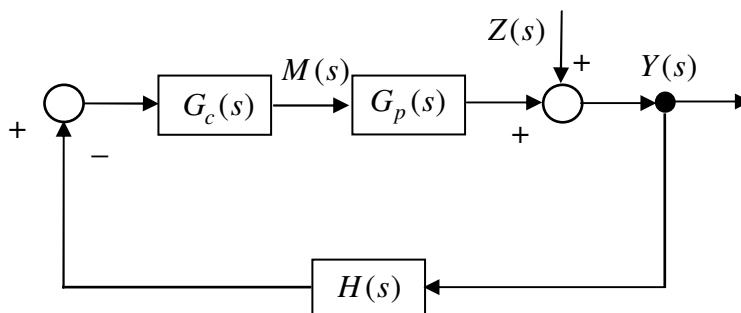 Z(s)
+
M(s)
Y(s)
G_c(s)
G_p(s)
+
+
−
H(s)